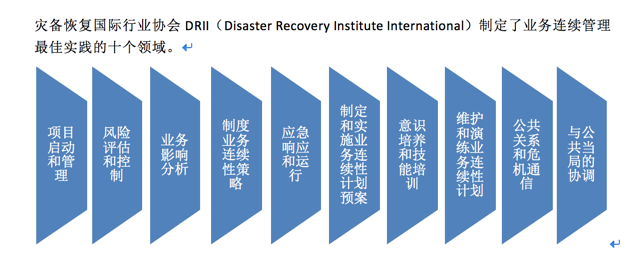 灾备恢复国际行业协会 DRII（Disaster Recovery Institute International）制定了业务连续管理
最佳实践的十个领域。
项目
启动
和管
理
风险
评估
和控
制
业务
影响
分析
制度
业务
连续
性策
略
应急
响应
和运
行
制定
和实
施业
务连
续性
计划
预案
意识
培养
和技
能培
训
维护
和演
练业
务连
续性
计划
公共
关系
和危
机通
信
与公
共当
局的
协调